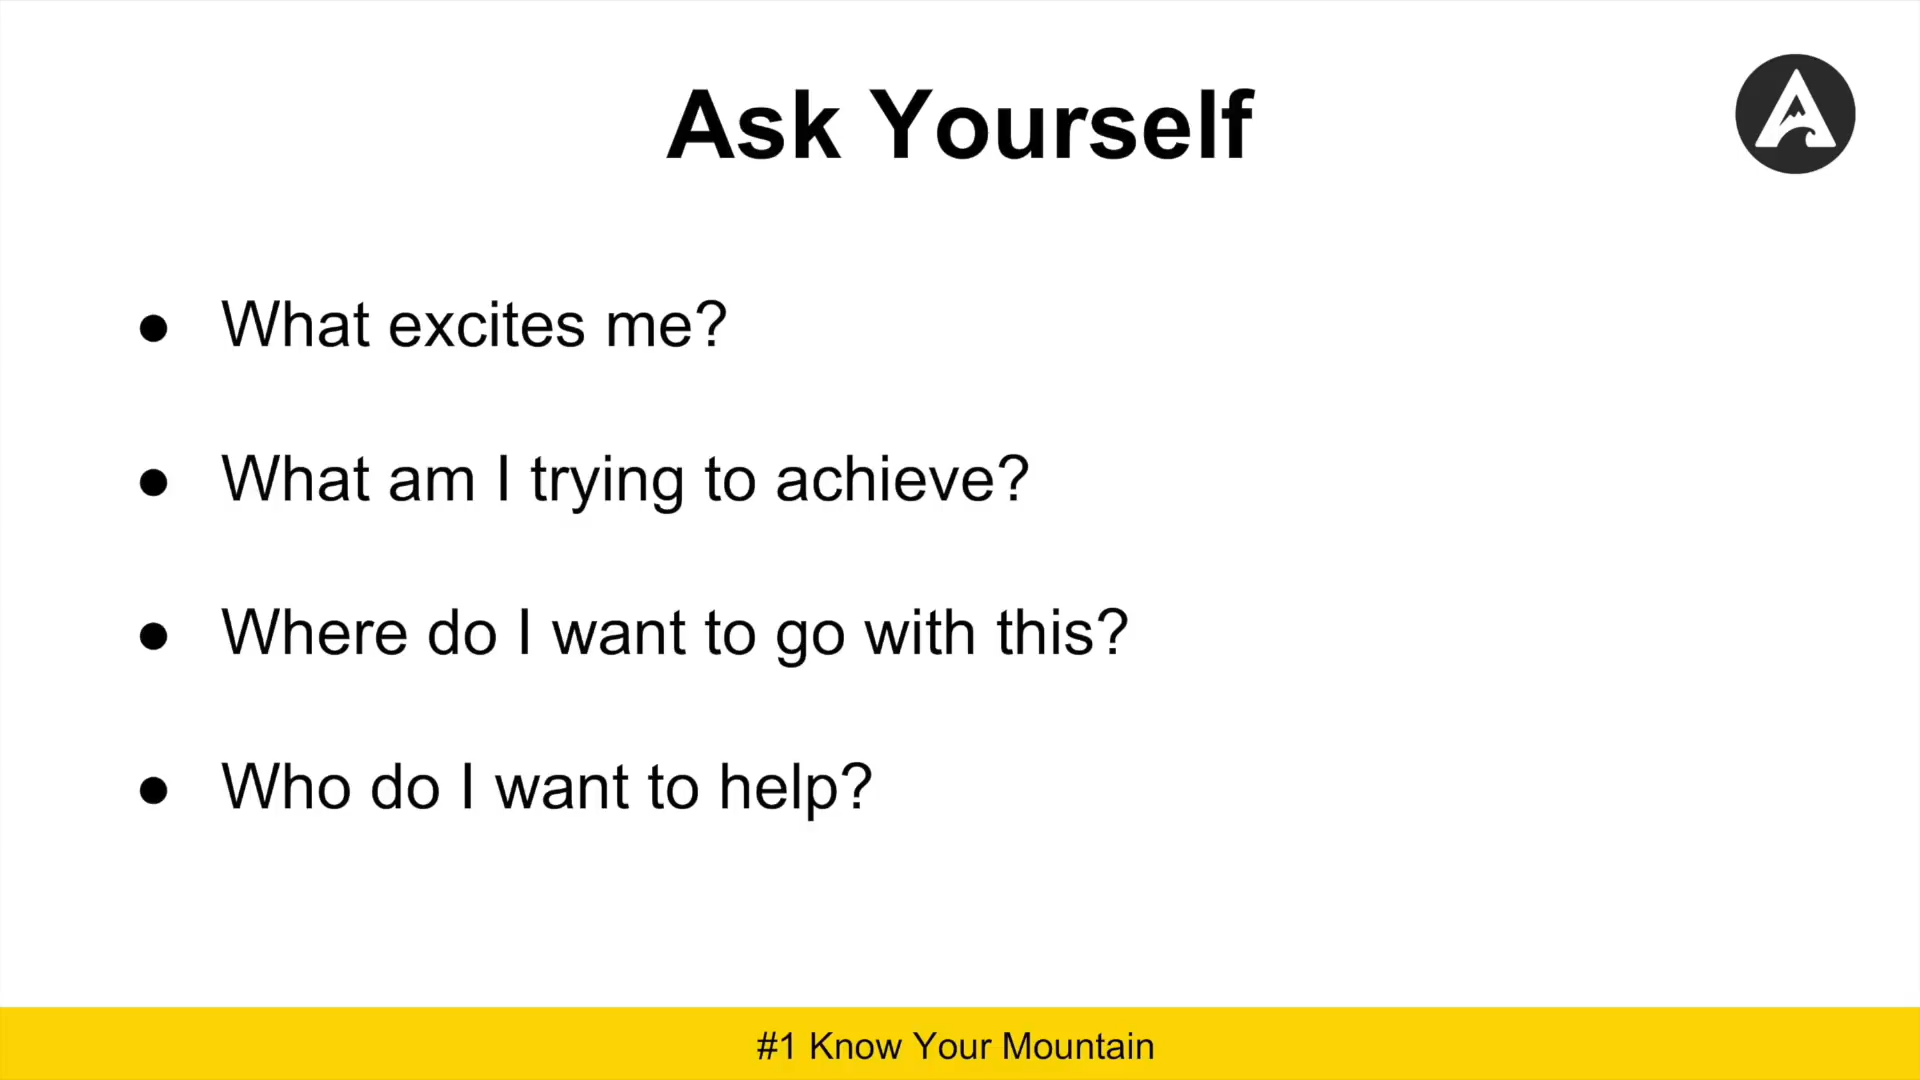 Ask Yourself
● What excites me?
● What am I trying to achieve?
● Where do I want to go with this?
● Who do I want to help?
#1 Know Your Mountain